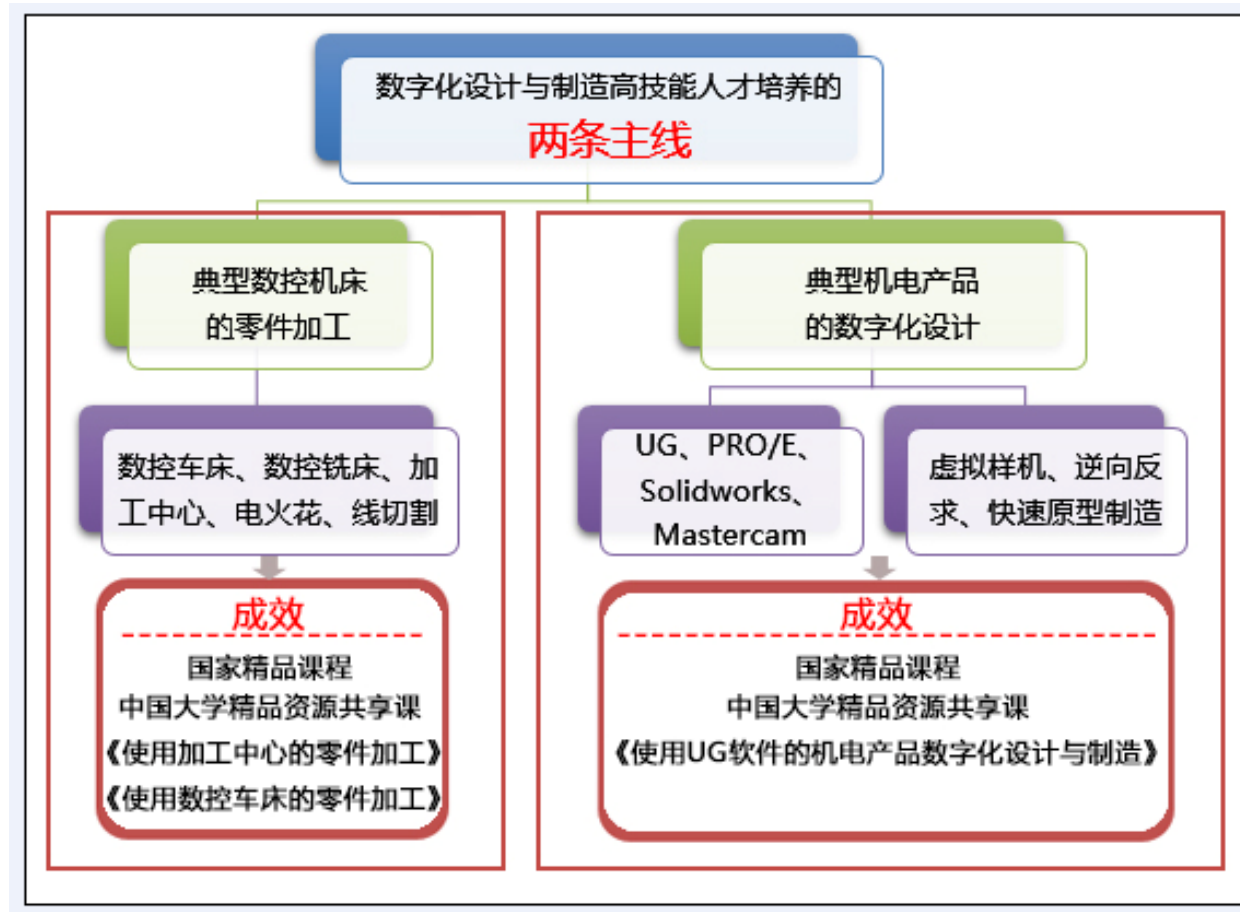 数字化设计与制造高技能人才培养的
两条主线
典型数控机床
的零件加工
典型机电产品
的数字化设计
数控车床、数控铣床、加
工中心、电火花、线切割
UG、PRO/E、
Solidworks、
Mastercam
虚拟样机、逆向反
求、快速原型制造
成效
国家精品课程
中国大学精品资源共享课
《使用加工中心的零件加工》
《使用数控车床的零件加工》
成效
国家精品课程
中国大学精品资源共享课
《使用UG软件的机电产品数字化设计与制造》